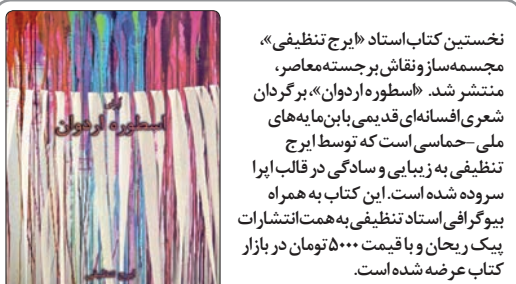 نخستین کتاب استاد «ایرج تنظیفی»،
مجسمه‌ساز و نقاش برجسته معاصر،
منتشر شد. «اسطوره اردوان»، برگردان
شعری افسانه‌ای قدیمی با بن‌مایه‌های
ملی-حماسی است که توسط ایرج
تنظیفی به زیبایی و سادگی در قالب اپرا
سروده شده است. این کتاب به همراه
بیوگرافی استاد تنظیفی به همت انتشارات
پیک ریحان و با قیمت ۵۰۰۰ تومان در بازار
کتاب عرضه شده است.
اپرای
اسطوره اردوان
ایرج تنظیفی